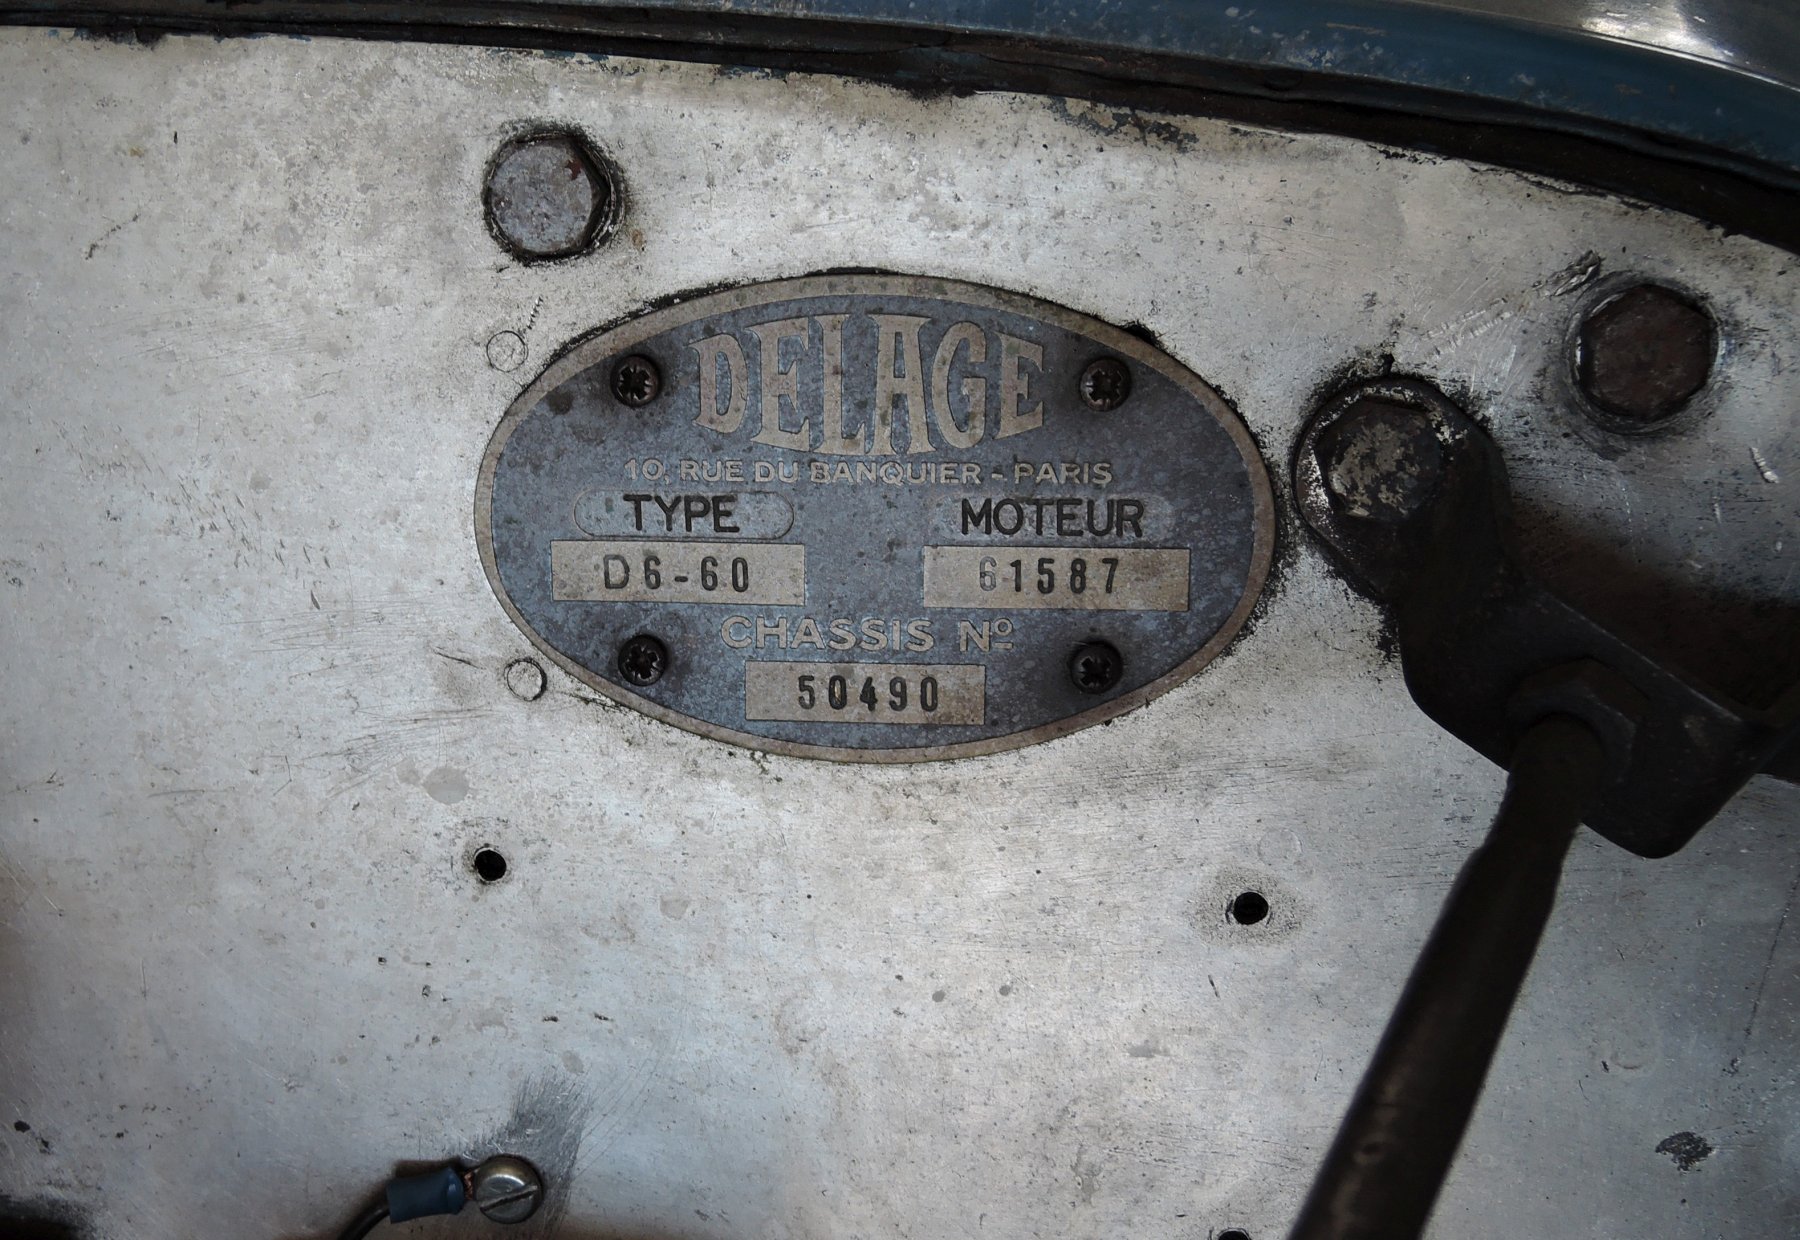 DELAGE
10, RUE DU BANQUIER - PARIS
TYPE MOTEUR
D6-60 61587
CHASSIS Nº
50490